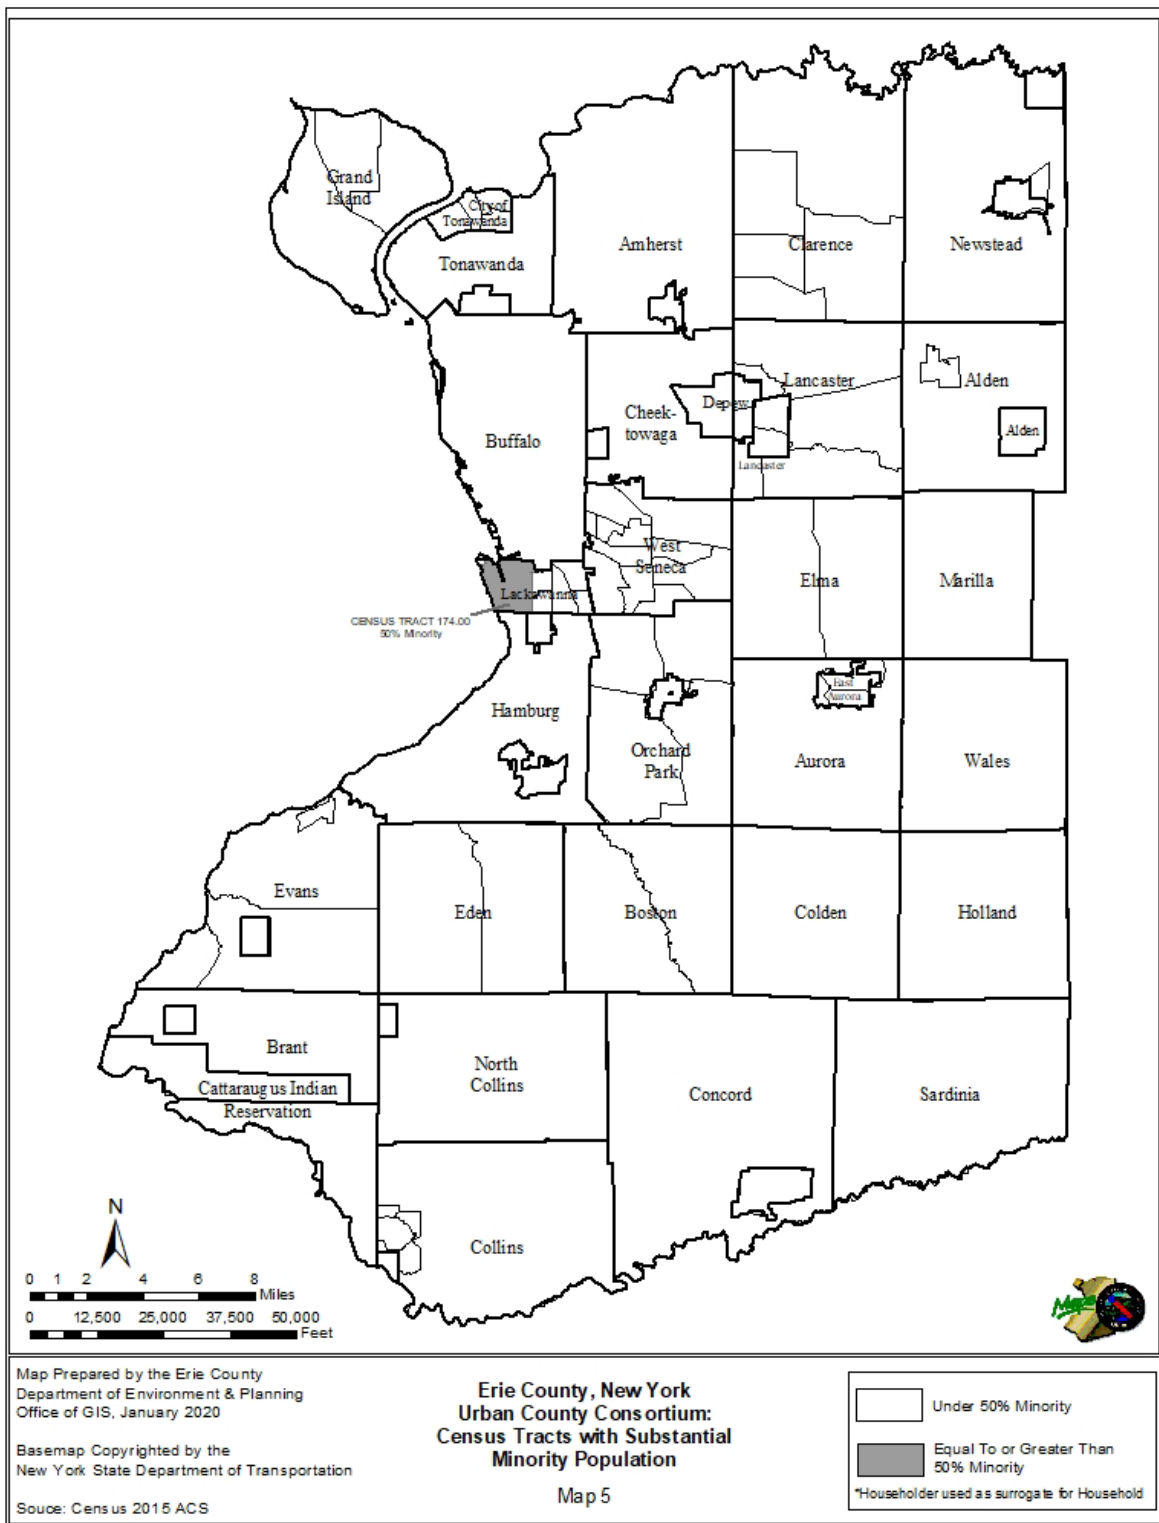 Grand
Island
City of
Tonawanda
Tonawanda
Amherst
Clarence
Newstead
Lancaster
Alden
Depew
Cheek-
towaga
Alden
Buffalo
Lancaster
West
Seneca
Elma
Marilla
Lackawanna
CENSUS TRACT 174.00
50% Minority
East
Aurora
Hamburg
Orchard
Park
Aurora
Wales
Evans
Eden
Boston
Colden
Holland
Brant
North
Collins
Cattaraugus Indian
Reservation
Concord
Sardinia
Collins
N
0 1 2 4 6 8
Miles
0 12,500 25,000 37,500 50,000
Feet
Maps
Map Prepared by the Erie County
Department of Environment & Planning
Office of GIS, January 2020
Basemap Copyrighted by the
New York State Department of Transportation
Souce: Census 2015 ACS
Erie County, New York
Urban County Consortium:
Census Tracts with Substantial
Minority Population
Map 5
Under 50% Minority
Equal To or Greater Than
50% Minority
*Householder used as surrogate for Household